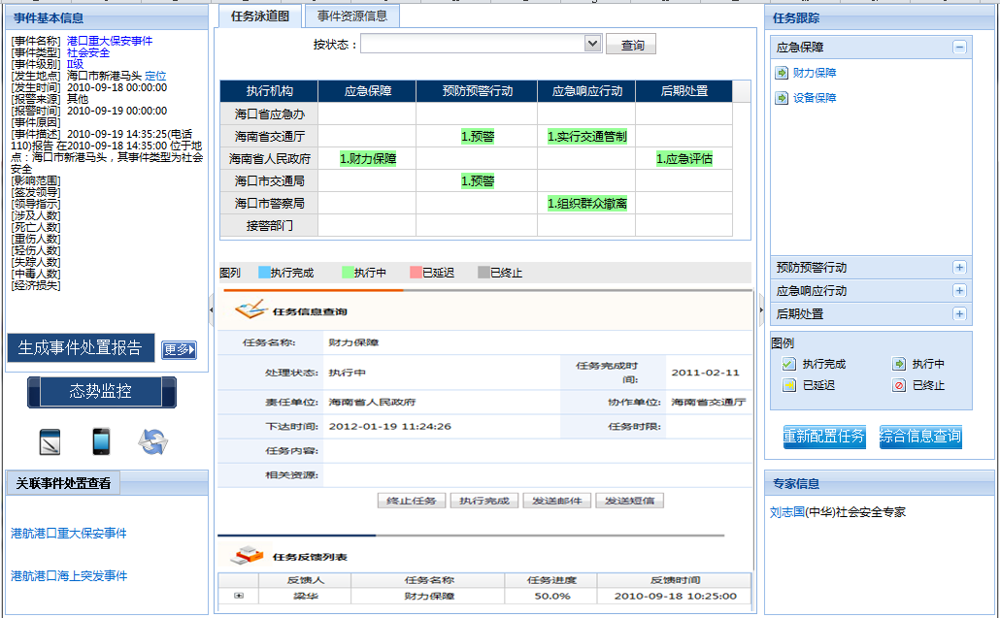 事件基本信息
[事件名称] 港口重大保安事件
[事件类型] 社会安全
[事件级别] Ⅱ级
[发生地点] 海口市新港马头 定位
[发生时间] 2010-09-18 00:00:00
[报警来源] 其他
[报警时间] 2010-09-19 00:00:00
[事件原因]
[事件描述] 2010-09-19 14:35:25(电话
110)报告 在2010-09-18 14:35:00 位于地
点：海口市新港马头，其事件类型为社会
安全
[影响范围]
[签发领导]
[领导指示]
[涉及人数]
[死亡人数]
[重伤人数]
[轻伤人数]
[失踪人数]
[中毒人数]
[经济损失]
生成事件处置报告 更多
态势监控
关联事件处置查看
港航港口重大保安事件
港航港口海上突发事件
任务泳道图 事件资源信息
按状态： 查询
执行机构 应急保障 预防预警行动 应急响应行动 后期处置
海口省应急办
海南省交通厅 1.预警 1.实行交通管制
海南省人民政府 1.财力保障 1.应急评估
海口市交通局 1.预警
海口市警察局 1.组织群众撤离
接警部门
图列 执行完成 执行中 已延迟 已终止
任务信息查询
任务名称: 财力保障
处理状态: 执行中 任务完成时间: 2011-02-11
责任单位: 海南省人民政府 协作单位: 海南省交通厅
下达时间: 2012-01-19 11:24:26 任务时限:
任务内容:
相关资源:
终止任务 执行完成 发送邮件 发送短信
任务反馈列表
反馈人 任务名称 任务进度 反馈时间
梁华 财力保障 50.0% 2010-09-18 10:25:00
任务跟踪
应急保障
财力保障
设备保障
预防预警行动
应急响应行动
后期处置
图例
执行完成 执行中
已延迟 已终止
重新配置任务 综合信息查询
专家信息
刘志国(中华)社会安全专家